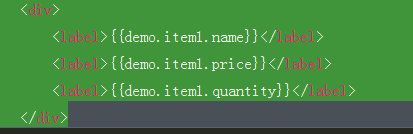 <div>
<label>{{demo.item1.name}}</label>
<label>{{demo.item1.price}}</label>
<label>{{demo.item1.quantity}}</label>
</div>